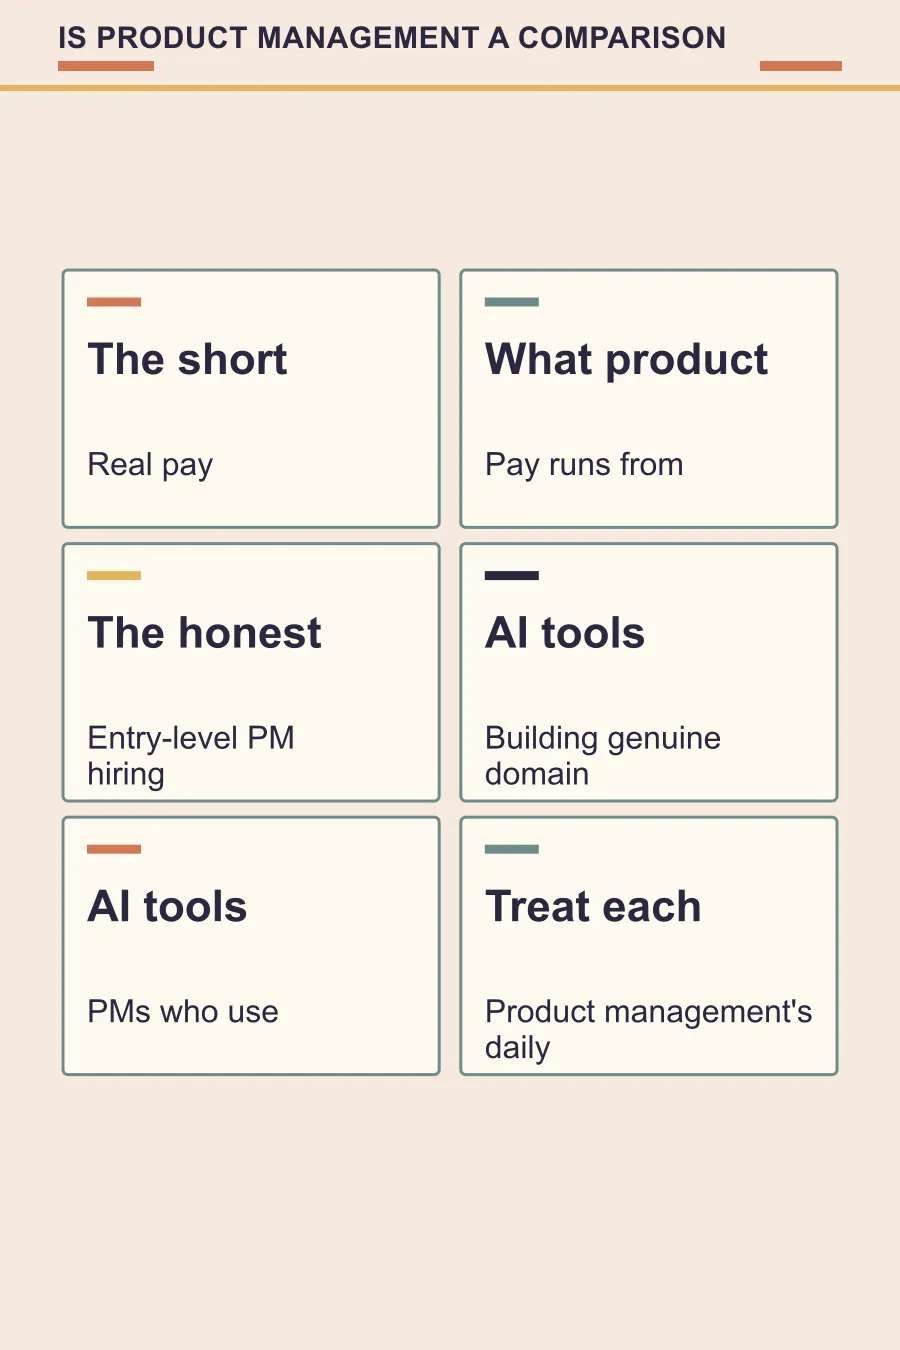 IS PRODUCT MANAGEMENT A COMPARISON
The short
Real pay
What product
Pay runs from
The honest
Entry-level PM
hiring
AI tools
Building genuine
domain
AI tools
PMs who use
Treat each
Product management's
daily